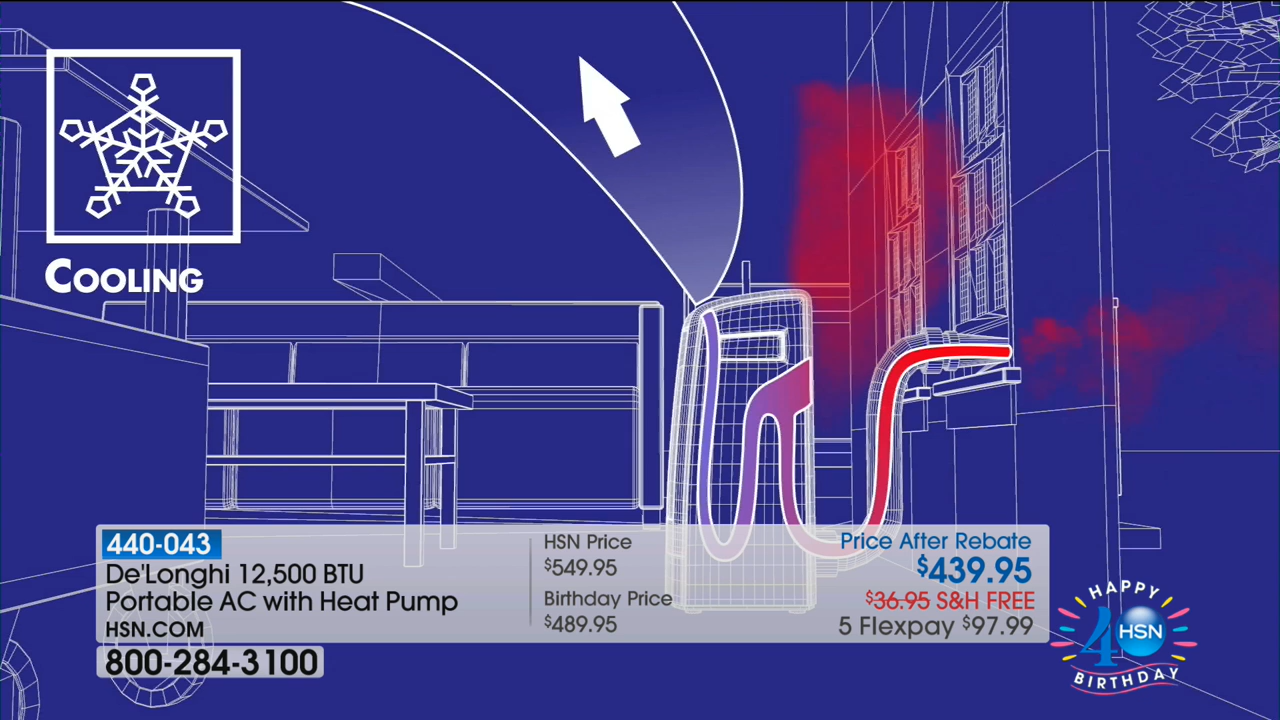 COOLING
440-043
De'Longhi 12,500 BTU
Portable AC with Heat Pump
HSN.COM
800-284-3100
HSN Price
$549.95
Birthday Price
$489.95
Price After Rebate
$439.95
$36.95 S&H FREE
5 Flexpay $97.99
HAPPY
40 HSN
BIRTHDAY